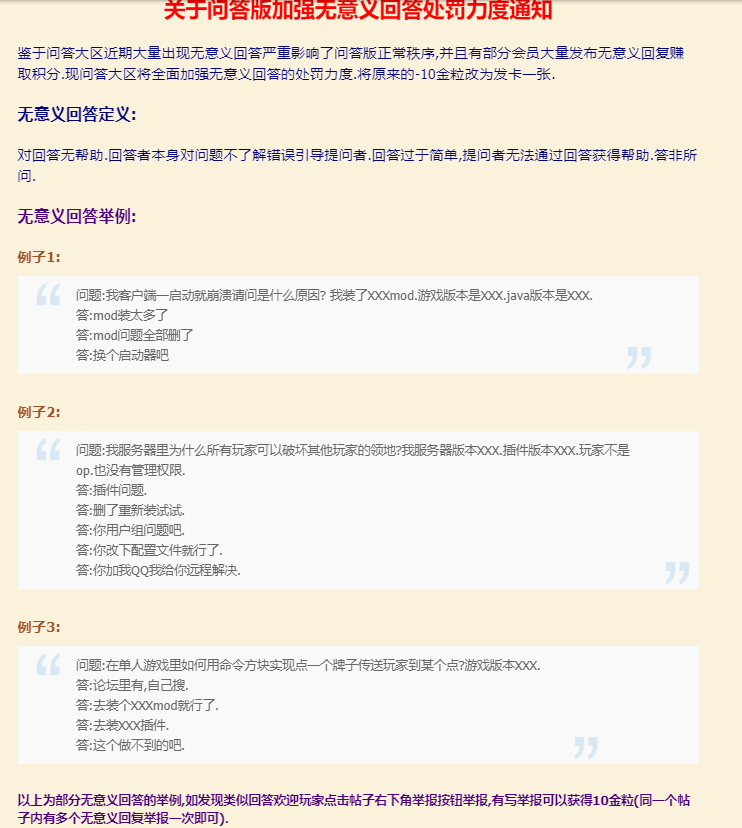 关于问答版加强无意义回答处罚力度通知
鉴于问答大区近期大量出现无意义回答严重影响了问答版正常秩序,并且有部分会员大量发布无意义回复赚
取积分.现问答大区将全面加强无意义回答的处罚力度.将原来的-10金粒改为发卡一张.
无意义回答定义:
对回答无帮助.回答者本身对问题不了解错误引导提问者.回答过于简单,提问者无法通过回答获得帮助.答非所
问.
无意义回答举例:
例子1:
“
问题:我客户端一启动就崩溃请问是什么原因? 我装了XXXmod.游戏版本是XXX.java版本是XXX.
答:mod装太多了
答:mod问题全部删了
答:换个启动器吧
”
例子2:
“
问题:我服务器里为什么所有玩家可以破坏其他玩家的领地?我服务器版本XXX.插件版本XXX.玩家不是
op.也没有管理权限.
答:插件问题.
答:删了重新装试试.
答:你用户组问题吧.
答:你改下配置文件就行了.
答:你加我QQ我给你远程解决.
”
例子3:
“
问题:在单人游戏里如何用命令方块实现点一个牌子传送玩家到某个点?游戏版本XXX.
答:论坛里有,自己搜.
答:去装个XXXmod就行了.
答:去装XXX插件.
答:这个做不到的吧.
”
以上为部分无意义回答的举例,如发现类似回答欢迎玩家点击帖子右下角举报按钮举报,有写举报可以获得10金粒(同一个帖
子内有多个无意义回复举报一次即可).